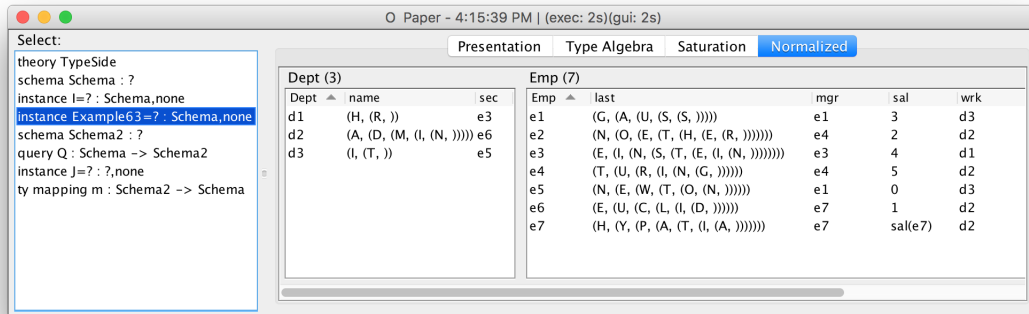 O Paper - 4:15:39 PM | (exec: 2s)(gui: 2s)
Select:
Presentation Type Algebra Saturation Normalized
theory TypeSide
schema Schema : ?
instance I=? : Schema,none
instance Example63=? : Schema,none
schema Schema2 : ?
query Q : Schema -> Schema2
instance J=? : ?,none
ty mapping m : Schema2 -> Schema
Dept (3)
Dept name sec
d1 (H, (R, )) e3
d2 (A, (D, (M, (I, (N, ))))) e6
d3 (I, (T, )) e5
Emp (7)
Emp last mgr sal wrk
e1 (G, (A, (U, (S, (S, ))))) e1 3 d3
e2 (N, (O, (E, (T, (H, (E, (R, ))))))) e4 2 d2
e3 (E, (I, (N, (S, (T, (E, (I, (N, )))))))) e3 4 d1
e4 (T, (U, (R, (I, (N, (G, )))))) e4 5 d2
e5 (N, (E, (W, (T, (O, (N, )))))) e1 0 d3
e6 (E, (U, (C, (L, (I, (D, )))))) e7 1 d2
e7 (H, (Y, (P, (A, (T, (I, (A, ))))))) e7 sal(e7) d2